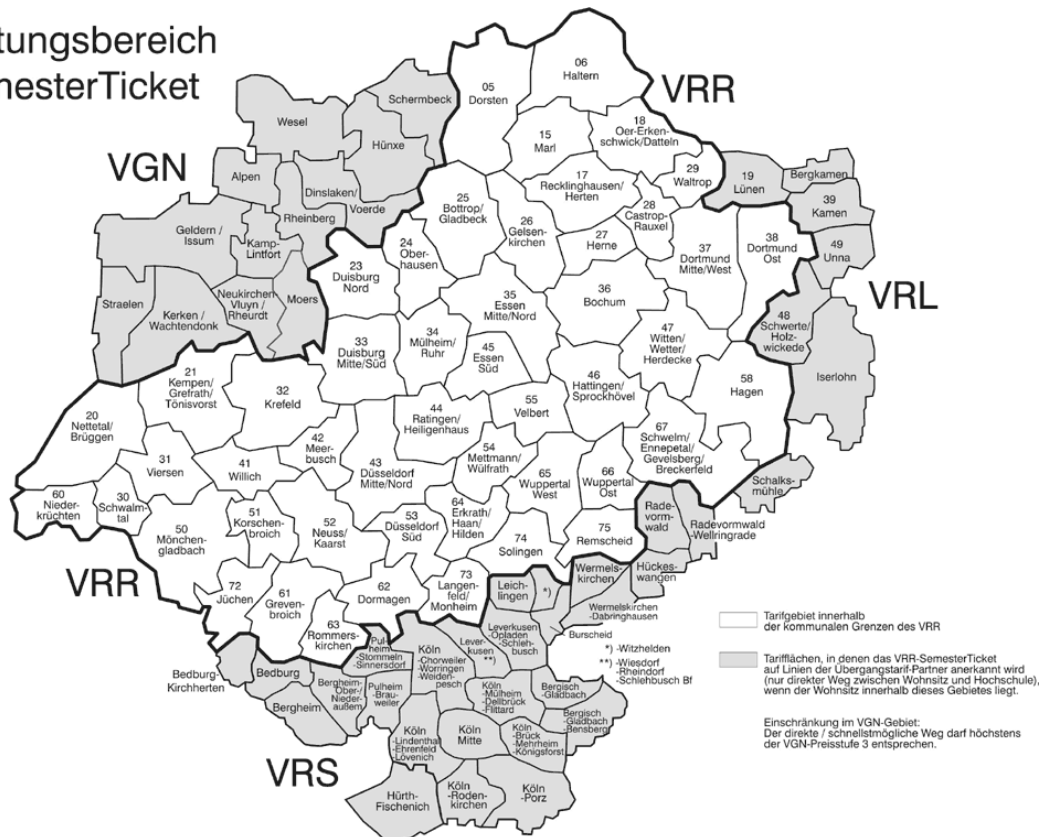 tungsbereich
nesterTicket
VRR
VGN
VRL
VRR
VRS
06
Haltern
05
Dorsten
Schermbeck
Wesel
Hünxe
18
Oer-Erken-
schwick/Datteln
15
Marl
29
Waltrop
17
Recklinghausen/
Herten
19
Lünen
Bergkamen
Alpen
Dinslaken/
Voerde
Rheinberg
25
Bottrop/
Gladbeck
28
Castrop-
Rauxel
39
Kamen
26
Gelsen-
kirchen
Geldern /
Issum
Kamp-
Lintfort
24
Ober-
hausen
27
Herne
37
Dortmund
Mitte/West
38
Dortmund
Ost
49
Unna
23
Duisburg
Nord
Straelen
Kerken /
Wachtendonk
Neukirchen
Vluyn /
Rheurdt
Moers
35
Essen
Mitte/Nord
36
Bochum
48
Schwerte/
Holz-
wickede
47
Witten/
Wetter/
Herdecke
33
Duisburg
Mitte/Süd
34
Mülheim/
Ruhr
45
Essen
Süd
Iserlohn
21
Kempen/
Grefrath/
Tönisvorst
32
Krefeld
46
Hattingen/
Sprockhövel
58
Hagen
20
Nettetal/
Brüggen
44
Ratingen/
Heiligenhaus
55
Velbert
67
Schwelm/
Ennepetal/
Gevelsberg/
Breckerfeld
31
Viersen
41
Willich
42
Meer-
busch
43
Düsseldorf
Mitte/Nord
54
Mettmann/
Wülfrath
65
Wuppertal
West
66
Wuppertal
Ost
Schalks-
mühle
60
Nieder-
krüchten
30
Schwalm-
tal
50
Mönchen-
gladbach
51
Korschen-
broich
52
Neuss/
Kaarst
53
Düsseldorf
Süd
64
Erkrath/
Haan/
Hilden
74
Solingen
75
Remscheid
Rade-
vorm-
wald
Radevormwald
-Wellringrade
72
Jüchen
61
Greven-
broich
62
Dormagen
73
Langen-
feld/
Monheim
Leich-
lingen
*)
Wermels-
kirchen
Hückes-
wangen
Wermelskirchen
-Dabringhausen
63
Rommers-
kirchen
Pul-
heim
-Stommeln
-Sinnersdorf
Köln
-Chorweiler
-Worringen
-Weiden-
pesch
Lever-
kusen
**)
Leverkusen
-Opladen
-Schleh-
busch
Burscheid
*) -Witzhelden
**) -Wiesdorf
-Rheindorf
-Schlehbusch Bf
Bedburg-
Kirchherten
Bedburg
Bergheim
Bergheim-
Ober-/
Nieder-
außem
Pulheim
-Brau-
weiler
Köln
-Mülheim
-Dellbrück
-Flittard
Bergisch
-Gladbach
Bergisch
-Gladbach
-Bensberg
Köln
-Lindenthal
-Ehrenfeld
-Lövenich
Köln
Mitte
Köln
-Brück
-Mehrheim
-Königsforst
Hürth-
Fischenich
Köln
-Roden-
kirchen
Köln
-Porz
Tarifgebiet innerhalb
der kommunalen Grenzen des VRR
Tarifflächen, in denen das VRR-SemesterTicket
auf Linien der Übergangstarif-Partner anerkannt wird
(nur direkter Weg zwischen Wohnsitz und Hochschule),
wenn der Wohnsitz innerhalb dieses Gebietes liegt.
Einschränkung im VGN-Gebiet:
Der direkte / schnellstmögliche Weg darf höchstens
der VGN-Preisstufe 3 entsprechen.